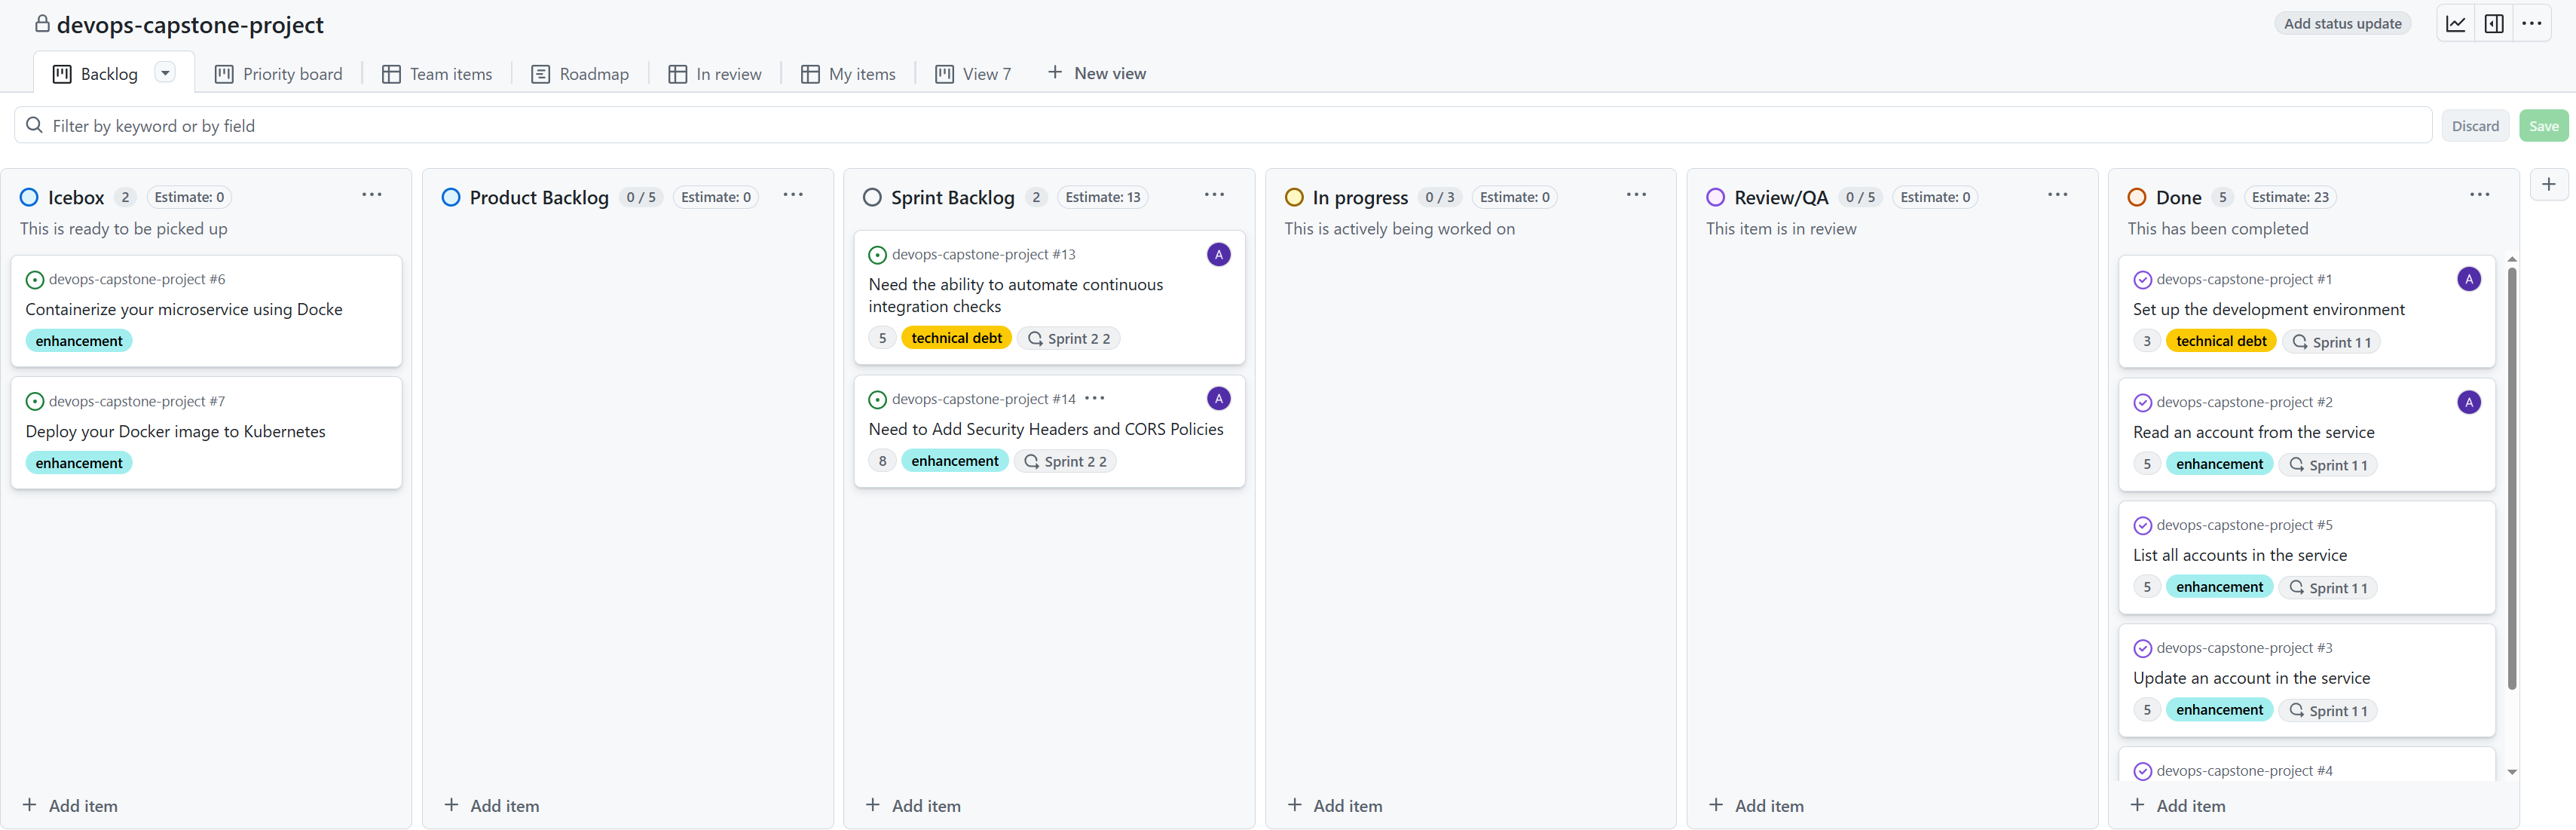 devops-capstone-project
Add status update
Backlog
Priority board
Team items
Roadmap
In review
My items
View 7
New view
Filter by keyword or by field
Discard
Save
Icebox 2 Estimate: 0
This is ready to be picked up
devops-capstone-project #6
Containerize your microservice using Docke
enhancement
devops-capstone-project #7
Deploy your Docker image to Kubernetes
enhancement
Add item
Product Backlog 0 / 5 Estimate: 0
Add item
Sprint Backlog 2 Estimate: 13
devops-capstone-project #13 A
Need the ability to automate continuous
integration checks
5 technical debt Sprint 2 2
devops-capstone-project #14 A
Need to Add Security Headers and CORS Policies
8 enhancement Sprint 2 2
Add item
In progress 0 / 3 Estimate: 0
This is actively being worked on
Add item
Review/QA 0 / 5 Estimate: 0
This item is in review
Add item
Done 5 Estimate: 23
This has been completed
devops-capstone-project #1 A
Set up the development environment
3 technical debt Sprint 1 1
devops-capstone-project #2 A
Read an account from the service
5 enhancement Sprint 1 1
devops-capstone-project #5
List all accounts in the service
5 enhancement Sprint 1 1
devops-capstone-project #3
Update an account in the service
5 enhancement Sprint 1 1
devops-capstone-project #4
Add item